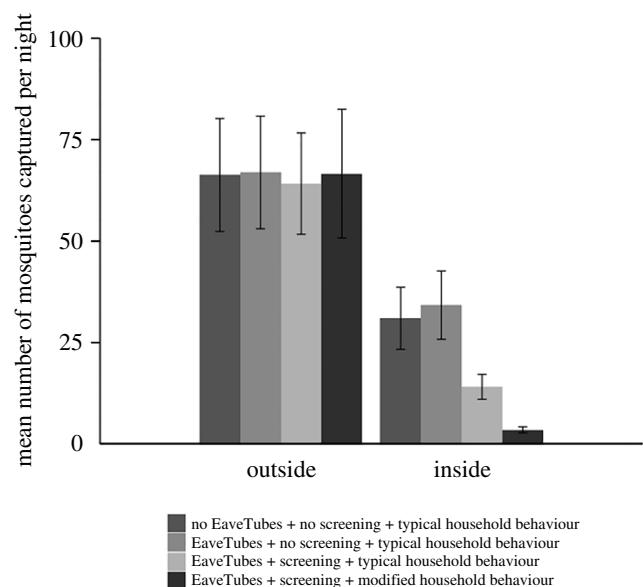 mean number of mosquitoes captured per night
100
75
50
25
0
outside inside
no EaveTubes + no screening + typical household behaviour
EaveTubes + no screening + typical household behaviour
EaveTubes + screening + typical household behaviour
EaveTubes + screening + modified household behaviour